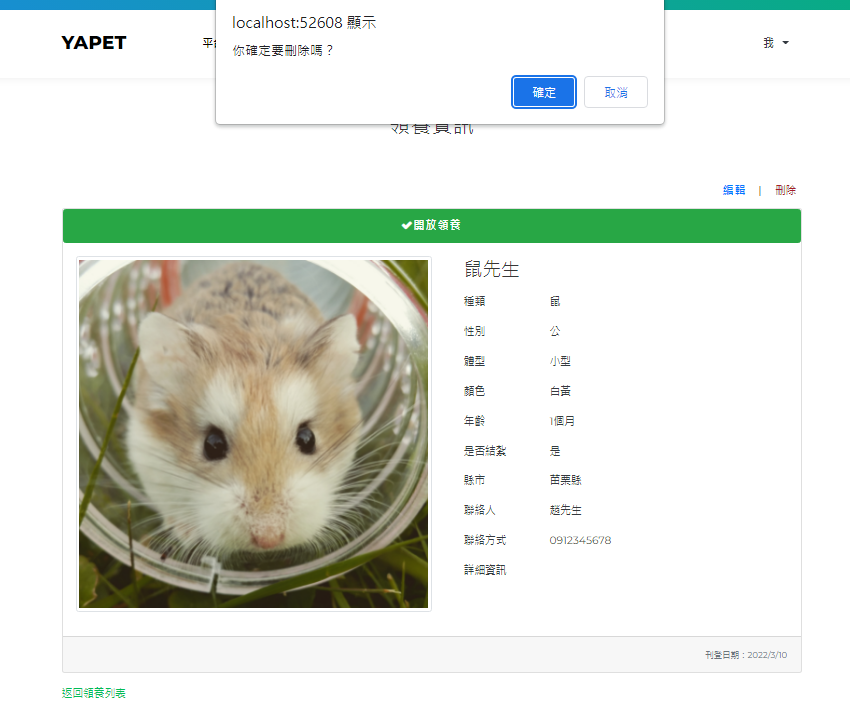 localhost:52608 顯示
你確定要刪除嗎？
確定 取消
YAPET
我
領養資訊
編輯 | 刪除
開放領養
鼠先生
種類 鼠
性別 公
體型 小型
顏色 白黃
年齡 1個月
是否結紮 是
縣市 苗栗縣
聯絡人 趙先生
聯絡方式 0912345678
詳細資訊
刊登日期：2022/3/10
返回領養列表